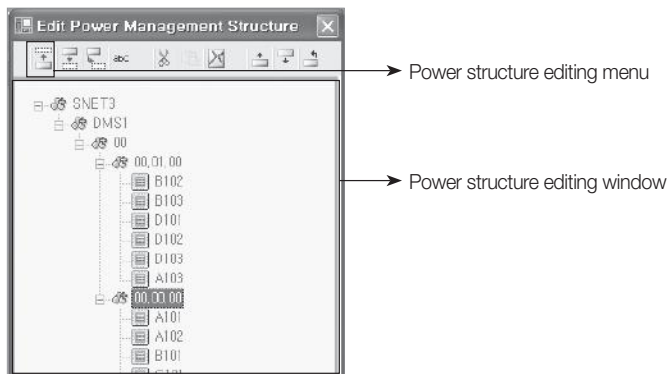 Edit Power Management Structure
abc
Power structure editing menu
SNET3
DMS1
00
00,01,00
B102
B103
Power structure editing window
D101
D102
D103
A103
00,00,00
A101
A102
B101